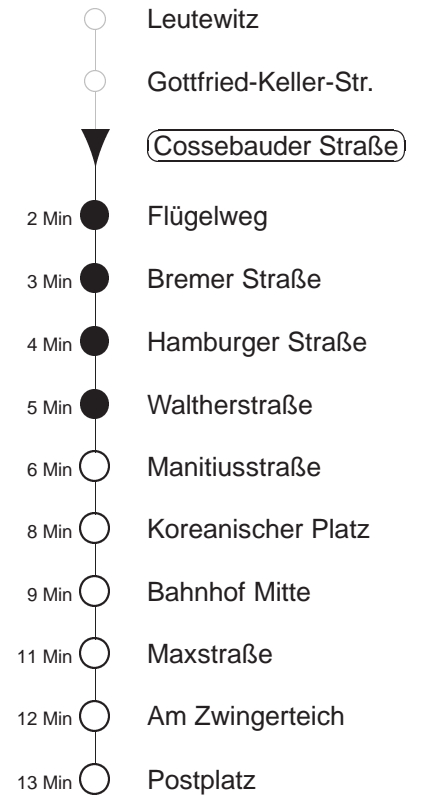 Leutewitz
Gottfried-Keller-Str.
Cossebauder Straße
2 Min Flügelweg
3 Min Bremer Straße
4 Min Hamburger Straße
5 Min Waltherstraße
6 Min Manitiusstraße
8 Min Koreanischer Platz
9 Min Bahnhof Mitte
11 Min Maxstraße
12 Min Am Zwingerteich
13 Min Postplatz